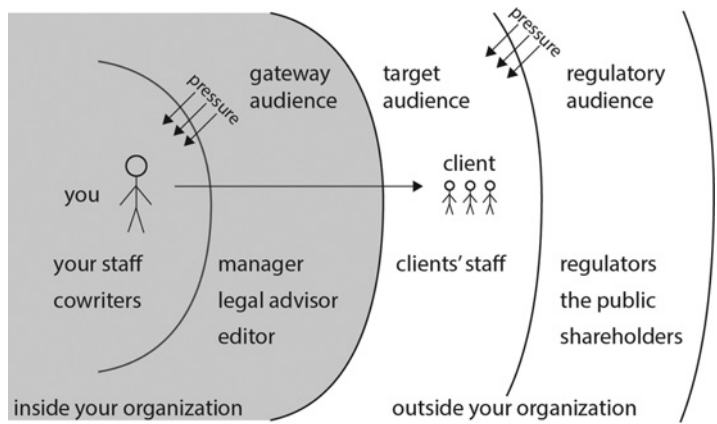 pressure
gateway
audience
target
audience
pressure
regulatory
audience
you
client
your staff
cowriters
manager
legal advisor
editor
clients' staff
regulators
the public
shareholders
inside your organization
outside your organization